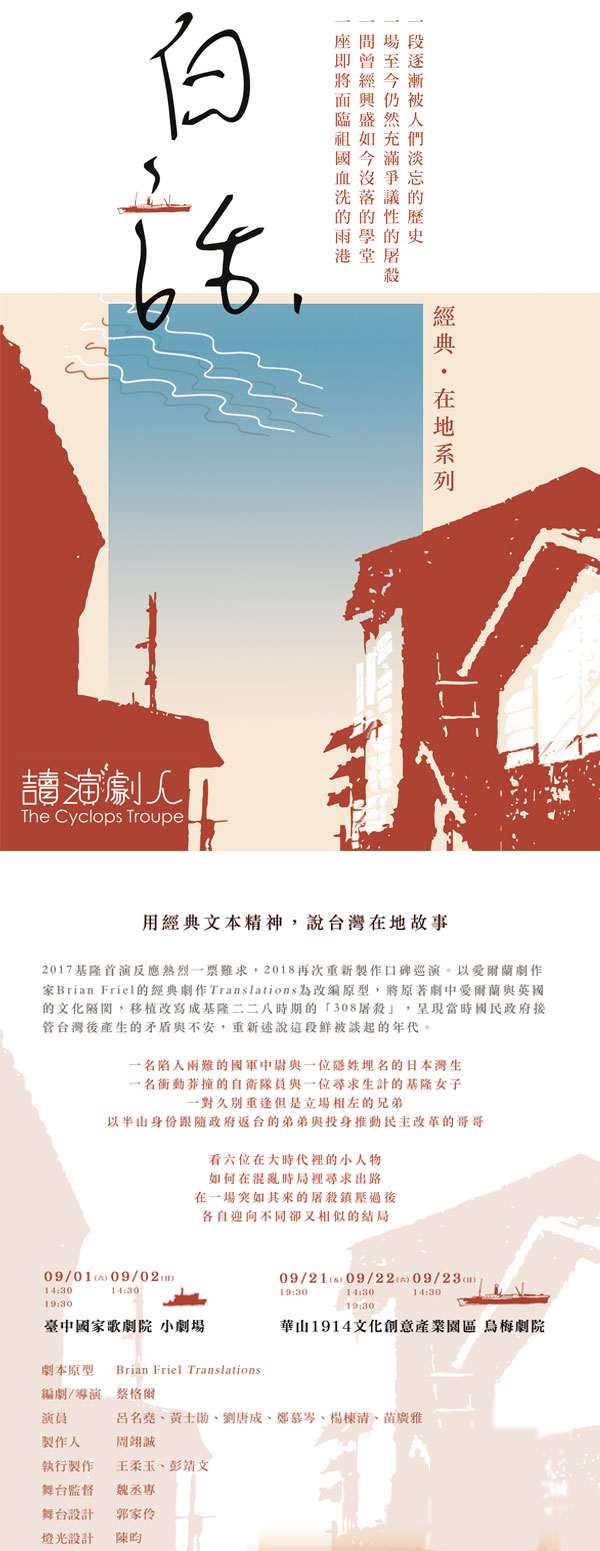 白話
一段逐漸被人們淡忘的歷史
一場至今仍然充滿爭議性的屠殺
一間曾經興盛如今沒落的學堂
一座即將面臨祖國血洗的雨港
經典・在地系列
讀演劇人
The Cyclops Troupe
用經典文本精神，說台灣在地故事
2017基隆首演反應熱烈一票難求，2018再次重新製作口碑巡演。以愛爾蘭劇作
家Brian Friel的經典劇作Translations為改編原型，將原著劇中愛爾蘭與英國
的文化隔閡，移植改寫成基隆二二八時期的「308屠殺」，呈現當時國民政府接
管台灣後產生的矛盾與不安，重新述說這段鮮被談起的年代。
一名陷入兩難的國軍中尉與一位隱姓埋名的日本灣生
一名衝動莽撞的自衛隊員與一位尋求生計的基隆女子
一對久別重逢但是立場相左的兄弟
以半山身份跟隨政府返台的弟弟與投身推動民主改革的哥哥
看六位在大時代裡的小人物
如何在混亂時局裡尋求出路
在一場突如其來的屠殺鎮壓過後
各自迎向不同卻又相似的結局
09/01(六) 09/02(日)
14:30 14:30
19:30
臺中國家歌劇院 小劇場
09/21(五) 09/22(六) 09/23(日)
19:30 14:30 14:30
19:30
華山1914文化創意產業園區 烏梅劇院
劇本原型 Brian Friel Translations
編劇/導演 蔡格爾
演員 呂名堯、黃士勛、劉唐成、鄭慕岑、楊棟清、苗廣雅
製作人 周翊誠
執行製作 王柔玉、彭靖文
舞台監督 魏丞專
舞台設計 郭家伶
燈光設計 陳昀